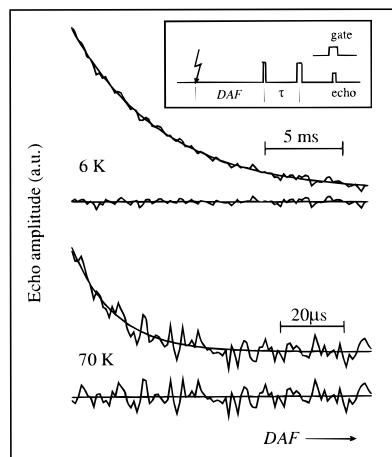 gate
DAF
τ
echo
5 ms
6 K
Echo amplitude (a.u.)
20μs
70 K
DAF